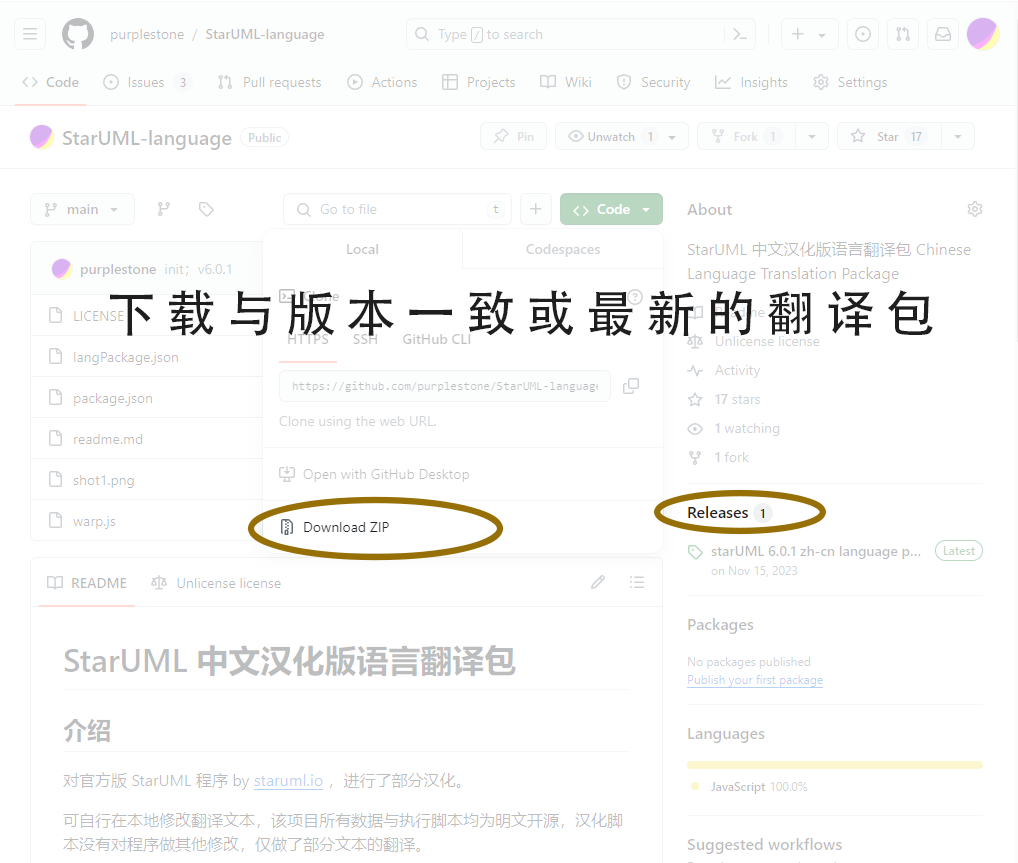 purplestone / StarUML-language
Type / to search
Code Issues 3 Pull requests Actions Projects Wiki Security Insights Settings
StarUML-language Public
Pin Unwatch 1 Fork 1 Star 17
main
Go to file t
Code
About
StarUML 中文汉化版语言翻译包 Chinese
Language Translation Package
Local Codespaces
purplestone init；v6.0.1
Clone
下载与版本一致或最新的翻译包
LICENSE
HTTPS SSH GitHub CLI
Unlicense license
langPackage.json
Activity
https://github.com/purplestone/StarUML-language
package.json
17 stars
Clone using the web URL.
1 watching
readme.md
1 fork
Open with GitHub Desktop
shot1.png
Releases 1
warp.js
Download ZIP
starUML 6.0.1 zh-cn language p... Latest
on Nov 15, 2023
README Unlicense license
Packages
No packages published
Publish your first package
StarUML 中文汉化版语言翻译包
介绍
Languages
JavaScript 100.0%
对官方版 StarUML 程序 by staruml.io ，进行了部分汉化。
可自行在本地修改翻译文本，该项目所有数据与执行脚本均为明文开源，汉化脚
本没有对程序做其他修改，仅做了部分文本的翻译。
Suggested workflows